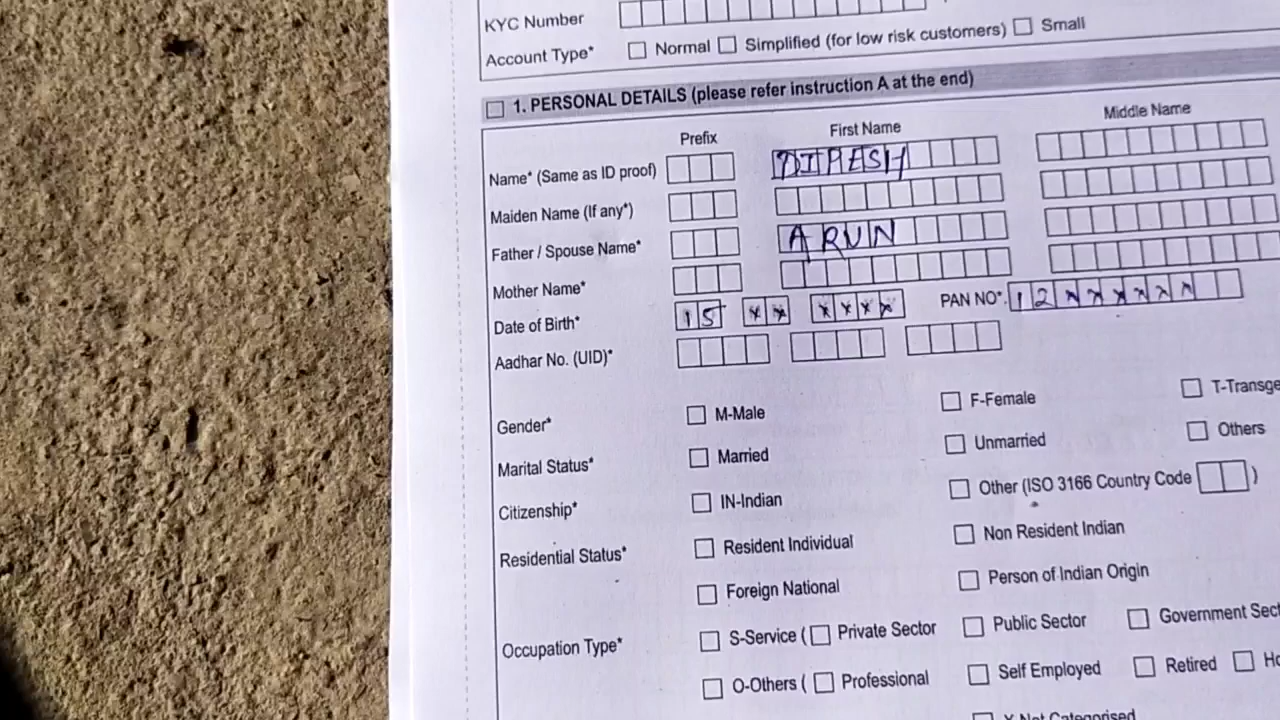 KYC Number
Account Type* Normal Simplified (for low risk customers) Small
1. PERSONAL DETAILS (please refer instruction A at the end)
Prefix First Name Middle Name
Name* (Same as ID proof) DIPESH
Maiden Name (If any*)
Father / Spouse Name* ARUN
Mother Name*
Date of Birth* 15 xx xxxx PAN NO*. 12xxxxxx
Aadhar No. (UID)*
Gender* M-Male F-Female T-Transge
Marital Status* Married Unmarried Others
Citizenship* IN-Indian Other (ISO 3166 Country Code )
Residential Status* Resident Individual Non Resident Indian
Foreign National Person of Indian Origin
Occupation Type* S-Service ( Private Sector Public Sector Government Sect
O-Others ( Professional Self Employed Retired Ho
X-Not Categorised